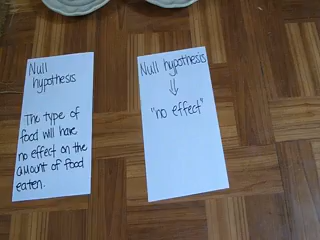 Null
hypothesis
The type of
food will have
no effect on the
amount of food
eaten.
Null hypothesis
⇓
"no effect"